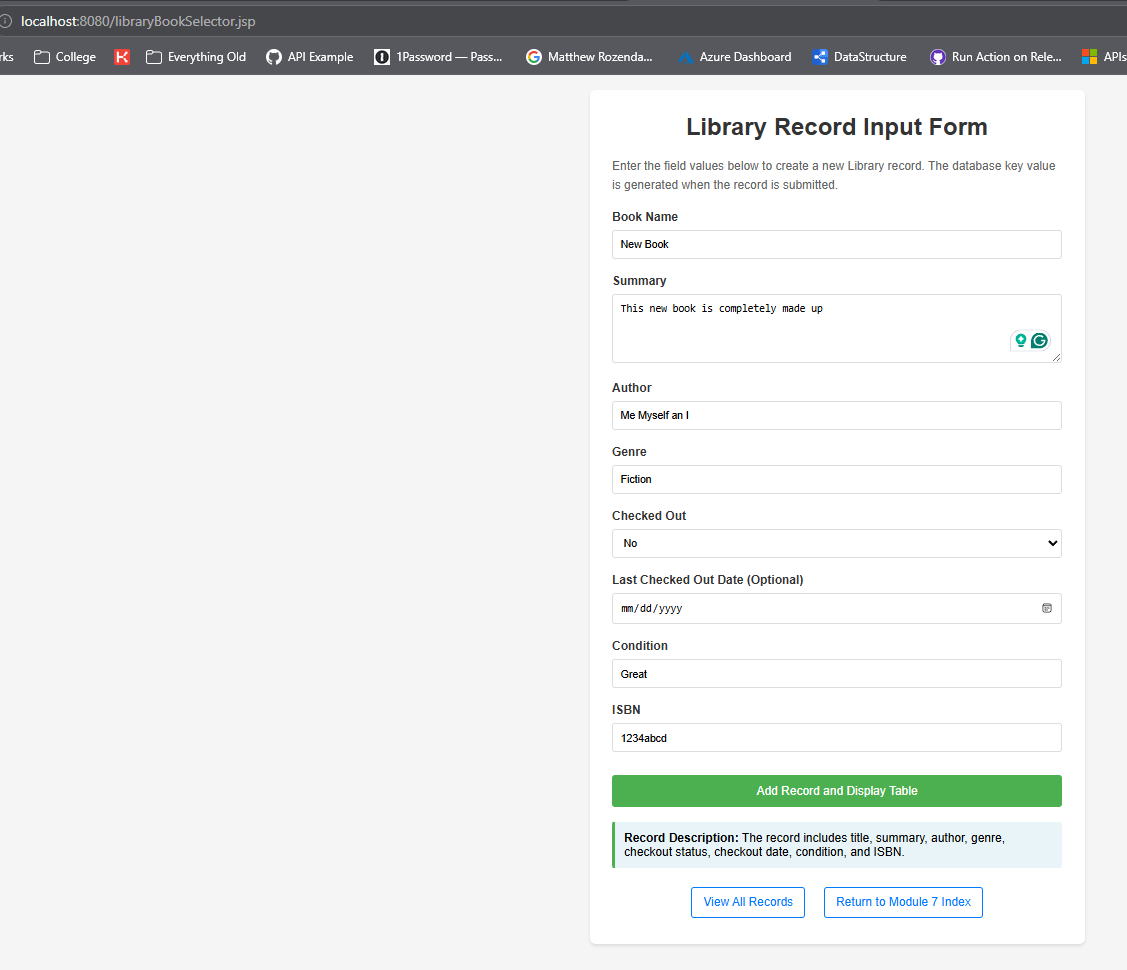 localhost:8080/libraryBookSelector.jsp
rks College Everything Old API Example 1Password — Pass... Matthew Rozenda... Azure Dashboard DataStructure Run Action on Rele... APIs
Library Record Input Form
Enter the field values below to create a new Library record. The database key value
is generated when the record is submitted.
Book Name
New Book
Summary
This new book is completely made up
Author
Me Myself an I
Genre
Fiction
Checked Out
No
Last Checked Out Date (Optional)
mm/dd/yyyy
Condition
Great
ISBN
1234abcd
Add Record and Display Table
Record Description: The record includes title, summary, author, genre,
checkout status, checkout date, condition, and ISBN.
View All Records Return to Module 7 Index